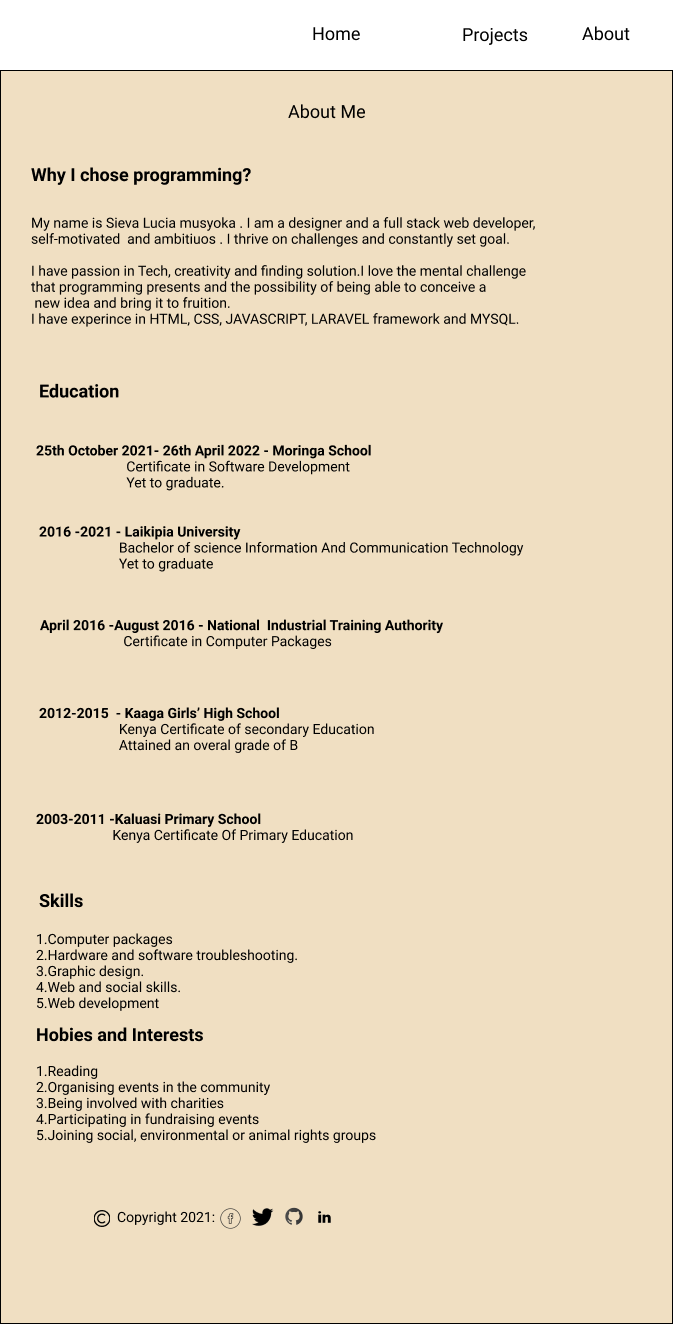 Home Projects About
About Me
Why I chose programming?
My name is Sieva Lucia musyoka . I am a designer and a full stack web developer,
self-motivated  and ambitiuos . I thrive on challenges and constantly set goal.
I have passion in Tech, creativity and finding solution.I love the mental challenge
that programming presents and the possibility of being able to conceive a
new idea and bring it to fruition.
I have experince in HTML, CSS, JAVASCRIPT, LARAVEL framework and MYSQL.
Education
25th October 2021- 26th April 2022 - Moringa School
Certificate in Software Development
Yet to graduate.
2016 -2021 - Laikipia University
Bachelor of science Information And Communication Technology
Yet to graduate
April 2016 -August 2016 - National  Industrial Training Authority
Certificate in Computer Packages
2012-2015  - Kaaga Girls’ High School
Kenya Certificate of secondary Education
Attained an overal grade of B
2003-2011 -Kaluasi Primary School
Kenya Certificate Of Primary Education
Skills
1.Computer packages
2.Hardware and software troubleshooting.
3.Graphic design.
4.Web and social skills.
5.Web development
Hobies and Interests
1.Reading
2.Organising events in the community
3.Being involved with charities
4.Participating in fundraising events
5.Joining social, environmental or animal rights groups
© Copyright 2021: f in